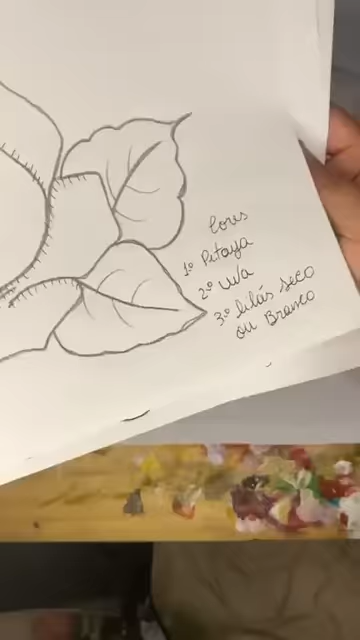 Cores
1º Pitaya
2º uva
3º lilás seco
ou Branco